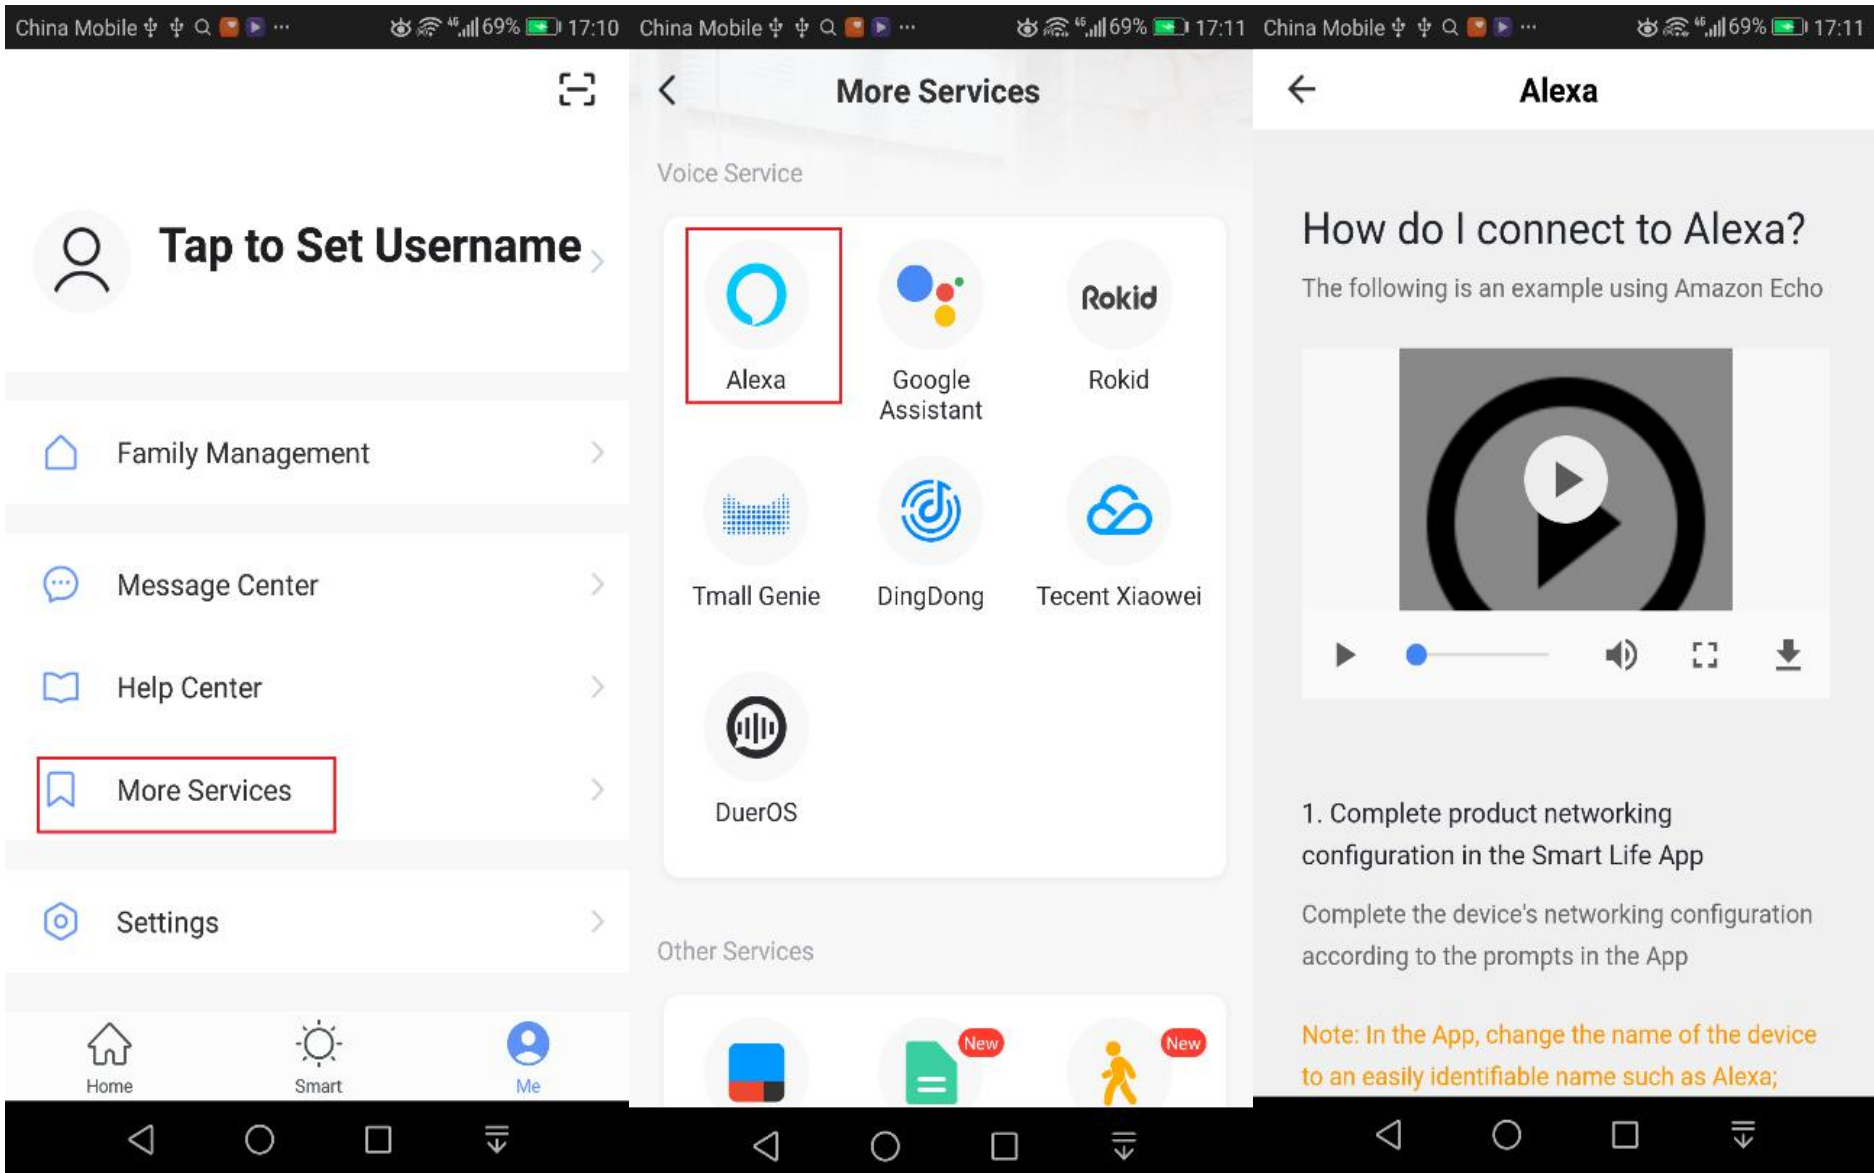 China Mobile 69% 17:10
Tap to Set Username
Family Management
Message Center
Help Center
More Services
Settings
Home Smart Me
China Mobile 69% 17:11
More Services
Voice Service
Alexa
Google
Assistant
Rokid
Rokid
Tmall Genie
DingDong
Tecent Xiaowei
DuerOS
Other Services
New
New
China Mobile 69% 17:11
Alexa
How do I connect to Alexa?
The following is an example using Amazon Echo
1. Complete product networking
configuration in the Smart Life App
Complete the device's networking configuration
according to the prompts in the App
Note: In the App, change the name of the device
to an easily identifiable name such as Alexa;